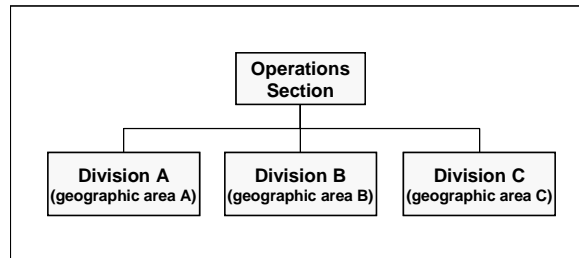 Operations
Section
Division A
(geographic area A)
Division B
(geographic area B)
Division C
(geographic area C)